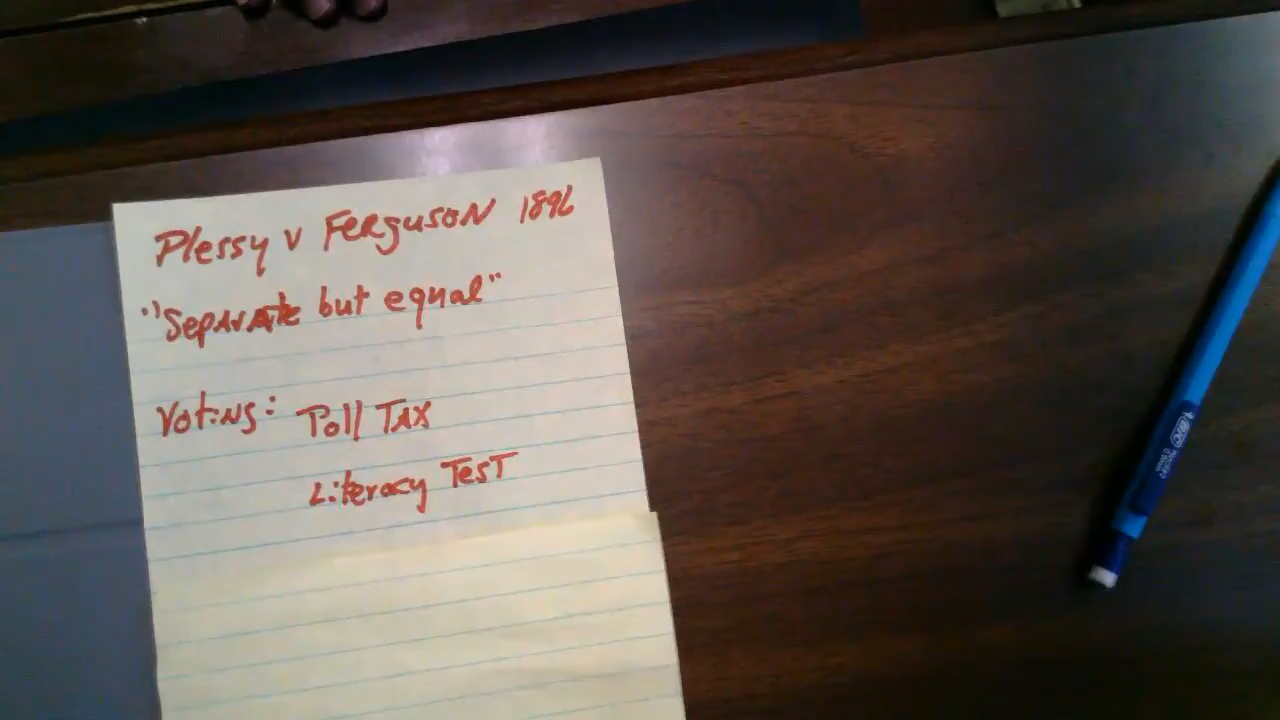 Plessy v Ferguson 1896
"Separate but equal"
Voting: Poll Tax
Literacy Test
BIC